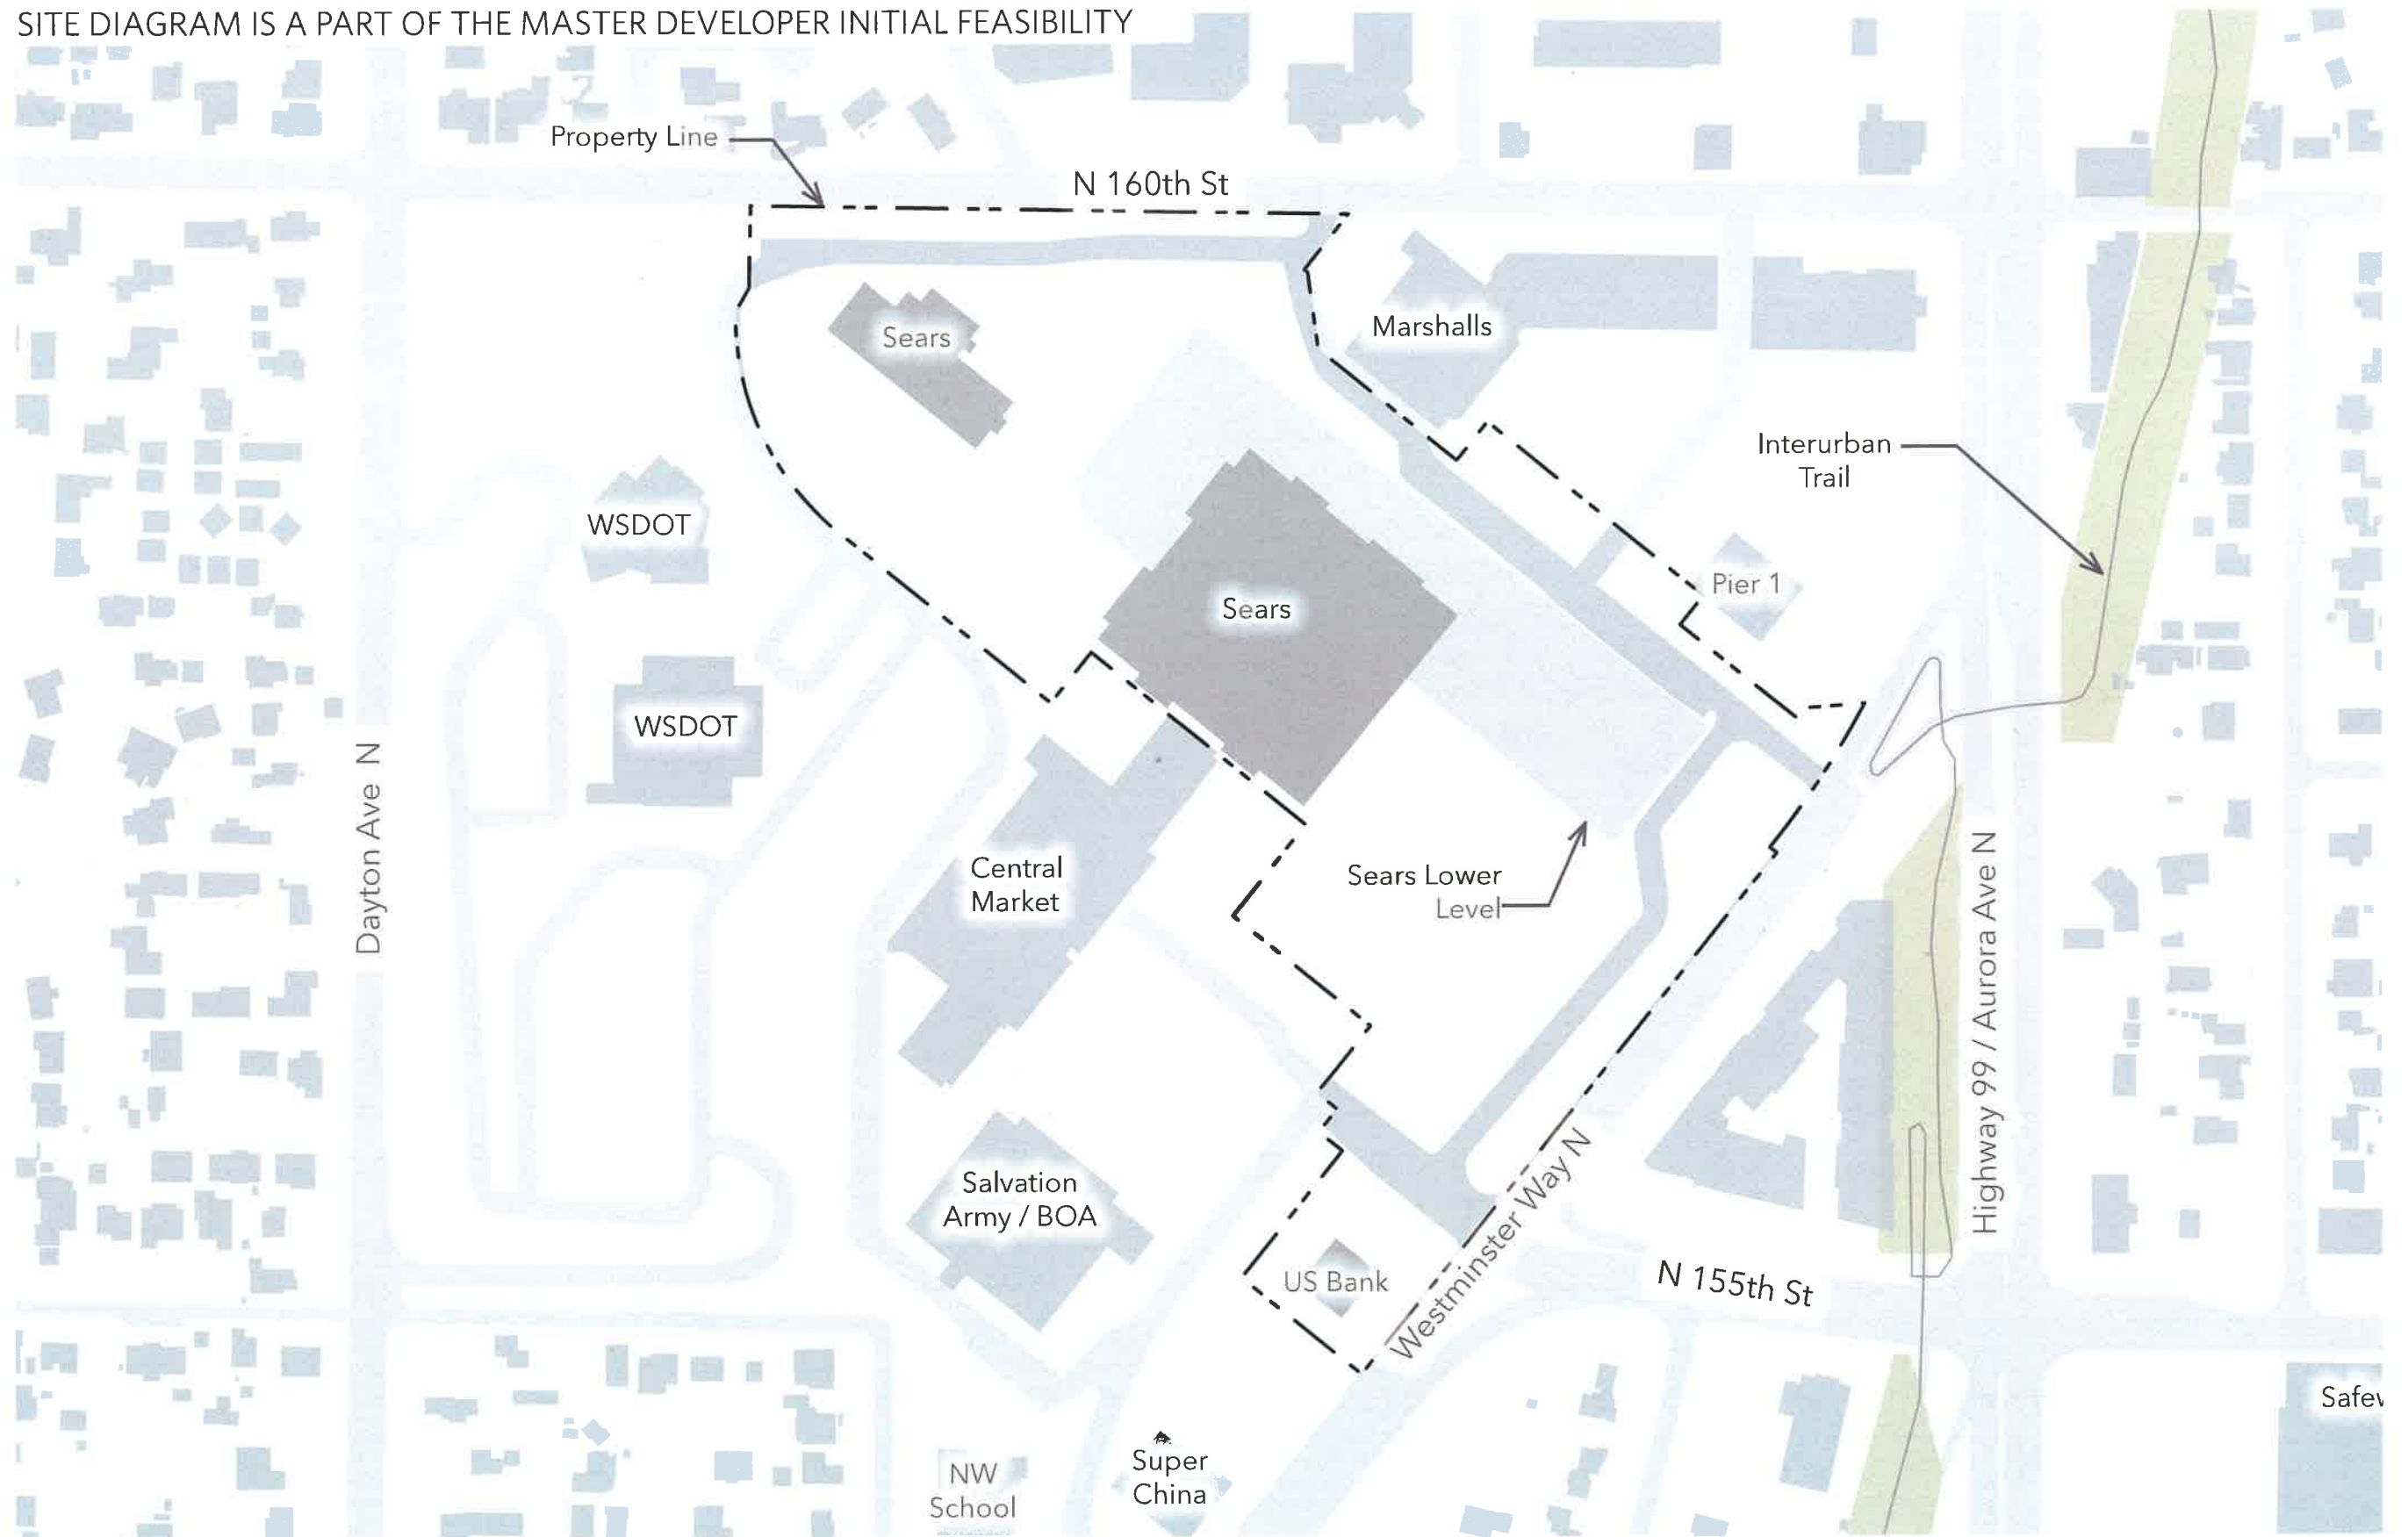 SITE DIAGRAM IS A PART OF THE MASTER DEVELOPER INITIAL FEASIBILITY
Property Line
N 160th St
Sears
Marshalls
Interurban
Trail
WSDOT
Pier 1
Sears
WSDOT
Dayton Ave N
Central
Market
Sears Lower
Level
Highway 99 / Aurora Ave N
Salvation
Army / BOA
US Bank
Westminster Way N
N 155th St
NW
School
Super
China